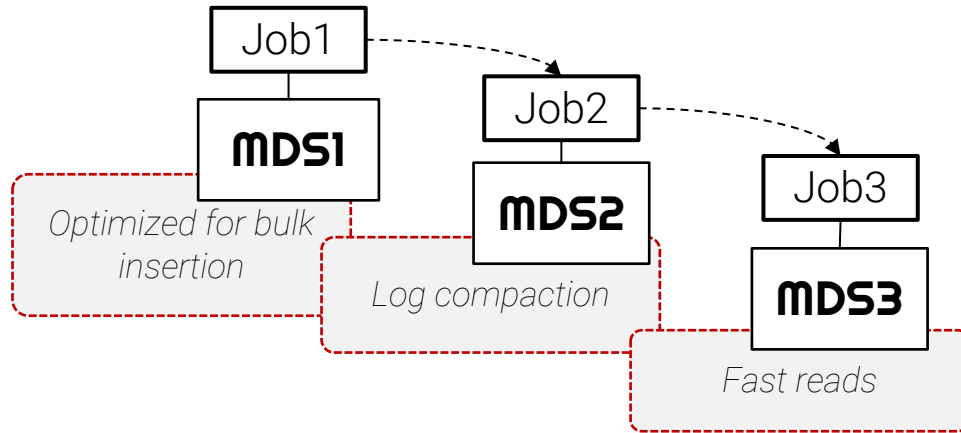 Job1
MDS1
Optimized for bulk
insertion
Job2
MDS2
Log compaction
Job3
MDS3
Fast reads